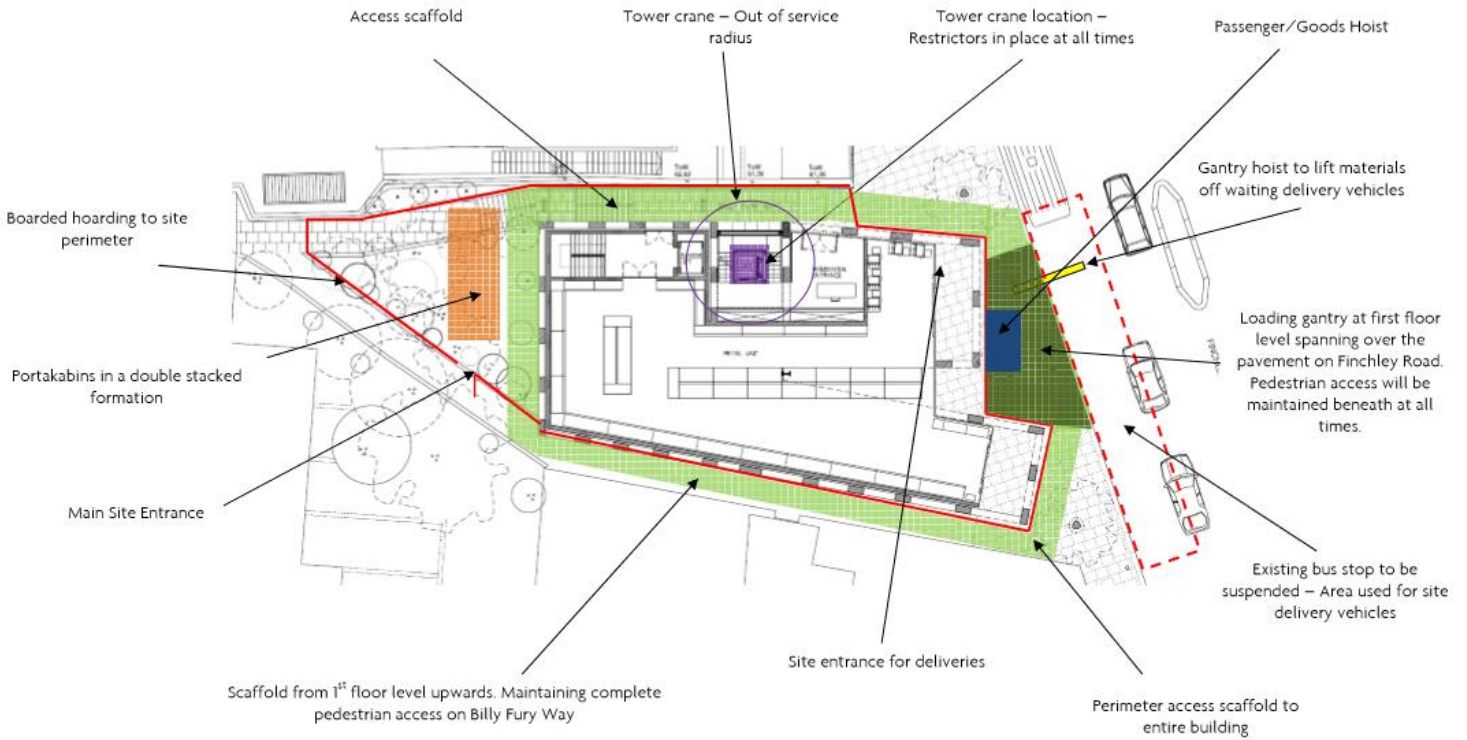 Access scaffold
Tower crane – Out of service
radius
Tower crane location –
Restrictors in place at all times
Passenger/Goods Hoist
Gantry hoist to lift materials
off waiting delivery vehicles
Boarded hoarding to site
perimeter
Loading gantry at first floor
level spanning over the
pavement on Finchley Road.
Pedestrian access will be
maintained beneath at all
times.
Portakabins in a double stacked
formation
Main Site Entrance
Existing bus stop to be
suspended – Area used for site
delivery vehicles
Site entrance for deliveries
Scaffold from 1st floor level upwards. Maintaining complete
pedestrian access on Billy Fury Way
Perimeter access scaffold to
entire building